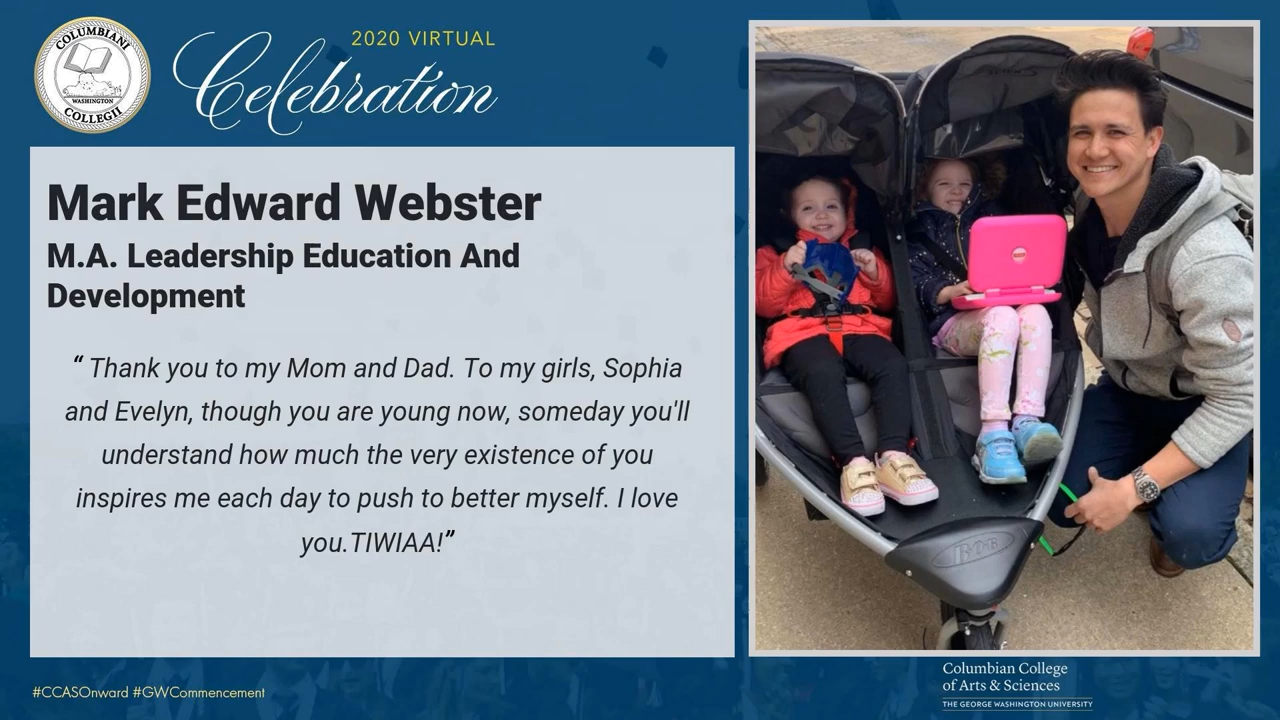 COLUMBIANI
WASHINGTON
COLLEGII
2020 VIRTUAL
Celebration
Mark Edward Webster
M.A. Leadership Education And
Development
“ Thank you to my Mom and Dad. To my girls, Sophia
and Evelyn, though you are young now, someday you'll
understand how much the very existence of you
inspires me each day to push to better myself. I love
you.TIWIAA!”
BOB
#CCASOnward #GWCommencement
Columbian College
of Arts & Sciences
THE GEORGE WASHINGTON UNIVERSITY